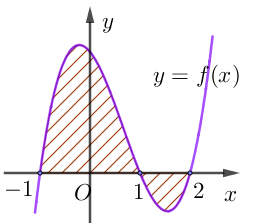 y
y = f(x)
−1 O 1 2 x